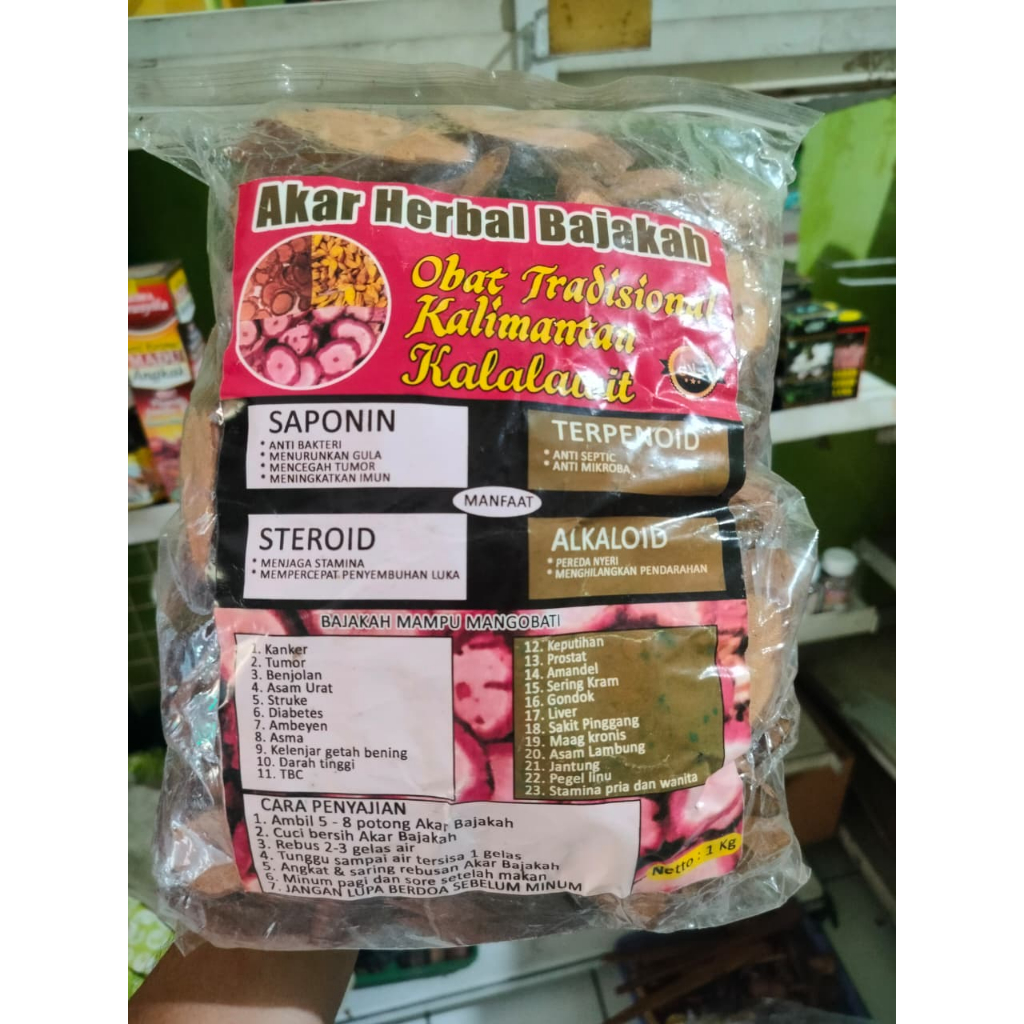 Akar Herbal Bajakah
Obat Tradisional
Kalimantan
Kalalawit
SAPONIN
* ANTI BAKTERI
* MENURUNKAN GULA
* MENCEGAH TUMOR
* MENINGKATKAN IMUN
TERPENOID
* ANTI SEPTIC
* ANTI MIKROBA
MANFAAT
STEROID
* MENJAGA STAMINA
* MEMPERCEPAT PENYEMBUHAN LUKA
ALKALOID
* PEREDA NYERI
* MENGHILANGKAN PENDARAHAN
BAJAKAH MAMPU MANGOBATI
1. Kanker
2. Tumor
3. Benjolan
4. Asam Urat
5. Struke
6. Diabetes
7. Ambeyen
8. Asma
9. Kelenjar getah bening
10. Darah tinggi
11. TBC
12. Keputihan
13. Prostat
14. Amandel
15. Sering Kram
16. Gondok
17. Liver
18. Sakit Pinggang
19. Maag kronis
20. Asam Lambung
21. Jantung
22. Pegel linu
23. Stamina pria dan wanita
CARA PENYAJIAN
1. Ambil 5 - 8 potong Akar Bajakah
2. Cuci bersih Akar Bajakah
3. Rebus 2-3 gelas air
4. Tunggu sampai air tersisa 1 gelas
5. Angkat & saring rebusan Akar Bajakah
6. Minum pagi dan sore setelah makan
7. JANGAN LUPA BERDOA SEBELUM MINUM
Netto : 1 Kg
Angkak